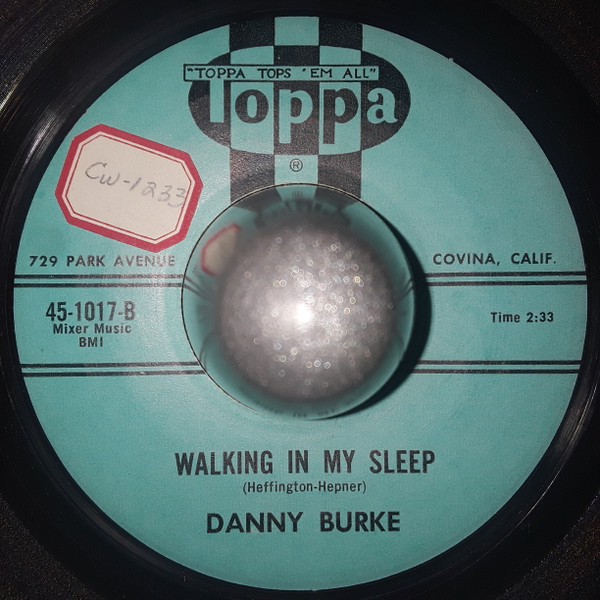 "TOPPA TOPS 'EM ALL"
Toppa
®
CW-1233
729 PARK AVENUE
COVINA, CALIF.
45-1017-B
Mixer Music
BMI
Time 2:33
WALKING IN MY SLEEP
(Heffington-Hepner)
DANNY BURKE